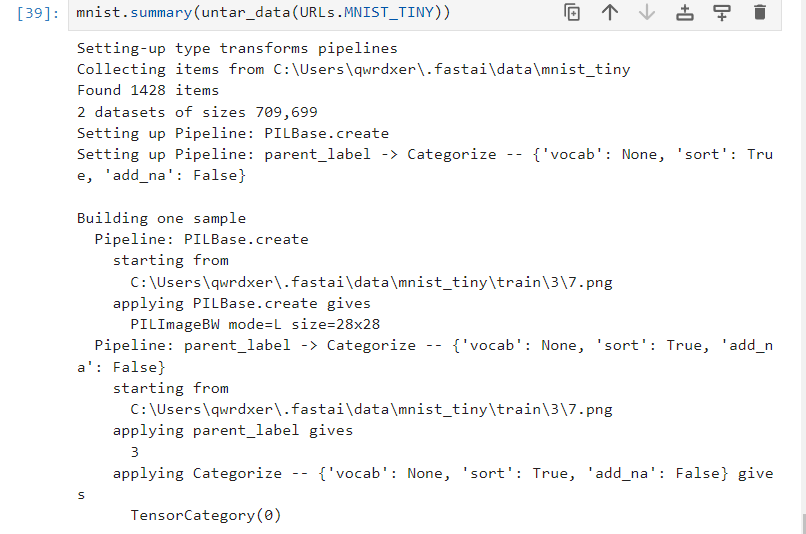 [39]: mnist.summary(untar_data(URLs.MNIST_TINY))
Setting-up type transforms pipelines
Collecting items from C:\Users\qwrdxer\.fastai\data\mnist_tiny
Found 1428 items
2 datasets of sizes 709,699
Setting up Pipeline: PILBase.create
Setting up Pipeline: parent_label -> Categorize -- {'vocab': None, 'sort': Tru
e, 'add_na': False}

Building one sample
  Pipeline: PILBase.create
    starting from
      C:\Users\qwrdxer\.fastai\data\mnist_tiny\train\3\7.png
    applying PILBase.create gives
      PILImageBW mode=L size=28x28
  Pipeline: parent_label -> Categorize -- {'vocab': None, 'sort': True, 'add_n
a': False}
    starting from
      C:\Users\qwrdxer\.fastai\data\mnist_tiny\train\3\7.png
    applying parent_label gives
      3
    applying Categorize -- {'vocab': None, 'sort': True, 'add_na': False} give
s
      TensorCategory(0)